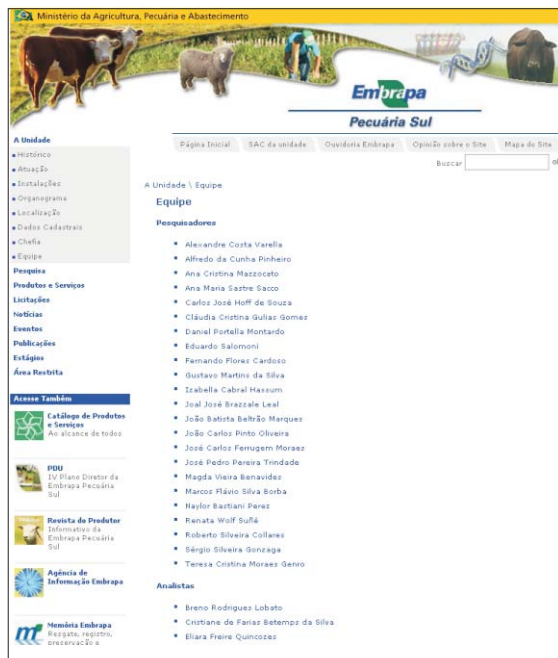 Ministério da Agricultura, Pecuária e Abastecimento
Embrapa
Pecuária Sul
Página Inicial
SAC da unidade
Ouvidoria Embrapa
Opinião sobre o Site
Mapa do Site
Buscar
A Unidade
Histórico
Atuação
Instalações
Organograma
Localização
Dados Cadastrais
Chefia
Equipe
Pesquisa
Produtos e Serviços
Licitações
Notícias
Eventos
Publicações
Estágios
Área Restrita
Acesse Também
Catálogo de Produtos
e Serviços
Ao alcance de todos
PDU
IV Plano Diretor da
Embrapa Pecuária
Sul
Revista do Produtor
Informativo da
Embrapa Pecuária
Sul
Agência de
Informação Embrapa
Memória Embrapa
Resgate, registro,
preservação e
A Unidade \ Equipe
Equipe
Pesquisadores
Alexandre Costa Varella
Alfredo da Cunha Pinheiro
Ana Cristina Mazzocato
Ana Maria Sastre Sacco
Carlos José Hoff de Souza
Cláudia Cristina Gulias Gomes
Daniel Portella Montardo
Eduardo Salomoni
Fernando Flores Cardoso
Gustavo Martins da Silva
Izabella Cabral Hassum
Joal José Brazzale Leal
João Batista Beltrão Marques
João Carlos Pinto Oliveira
José Carlos Ferrugem Moraes
José Pedro Pereira Trindade
Magda Vieira Benavides
Marcos Flávio Silva Borba
Naylor Bastiani Perez
Renata Wolf Suñé
Roberto Silveira Collares
Sérgio Silveira Gonzaga
Teresa Cristina Moraes Genro
Analistas
Breno Rodrigues Lobato
Cristiane de Farias Betemps da Silva
Eliara Freire Quincozes